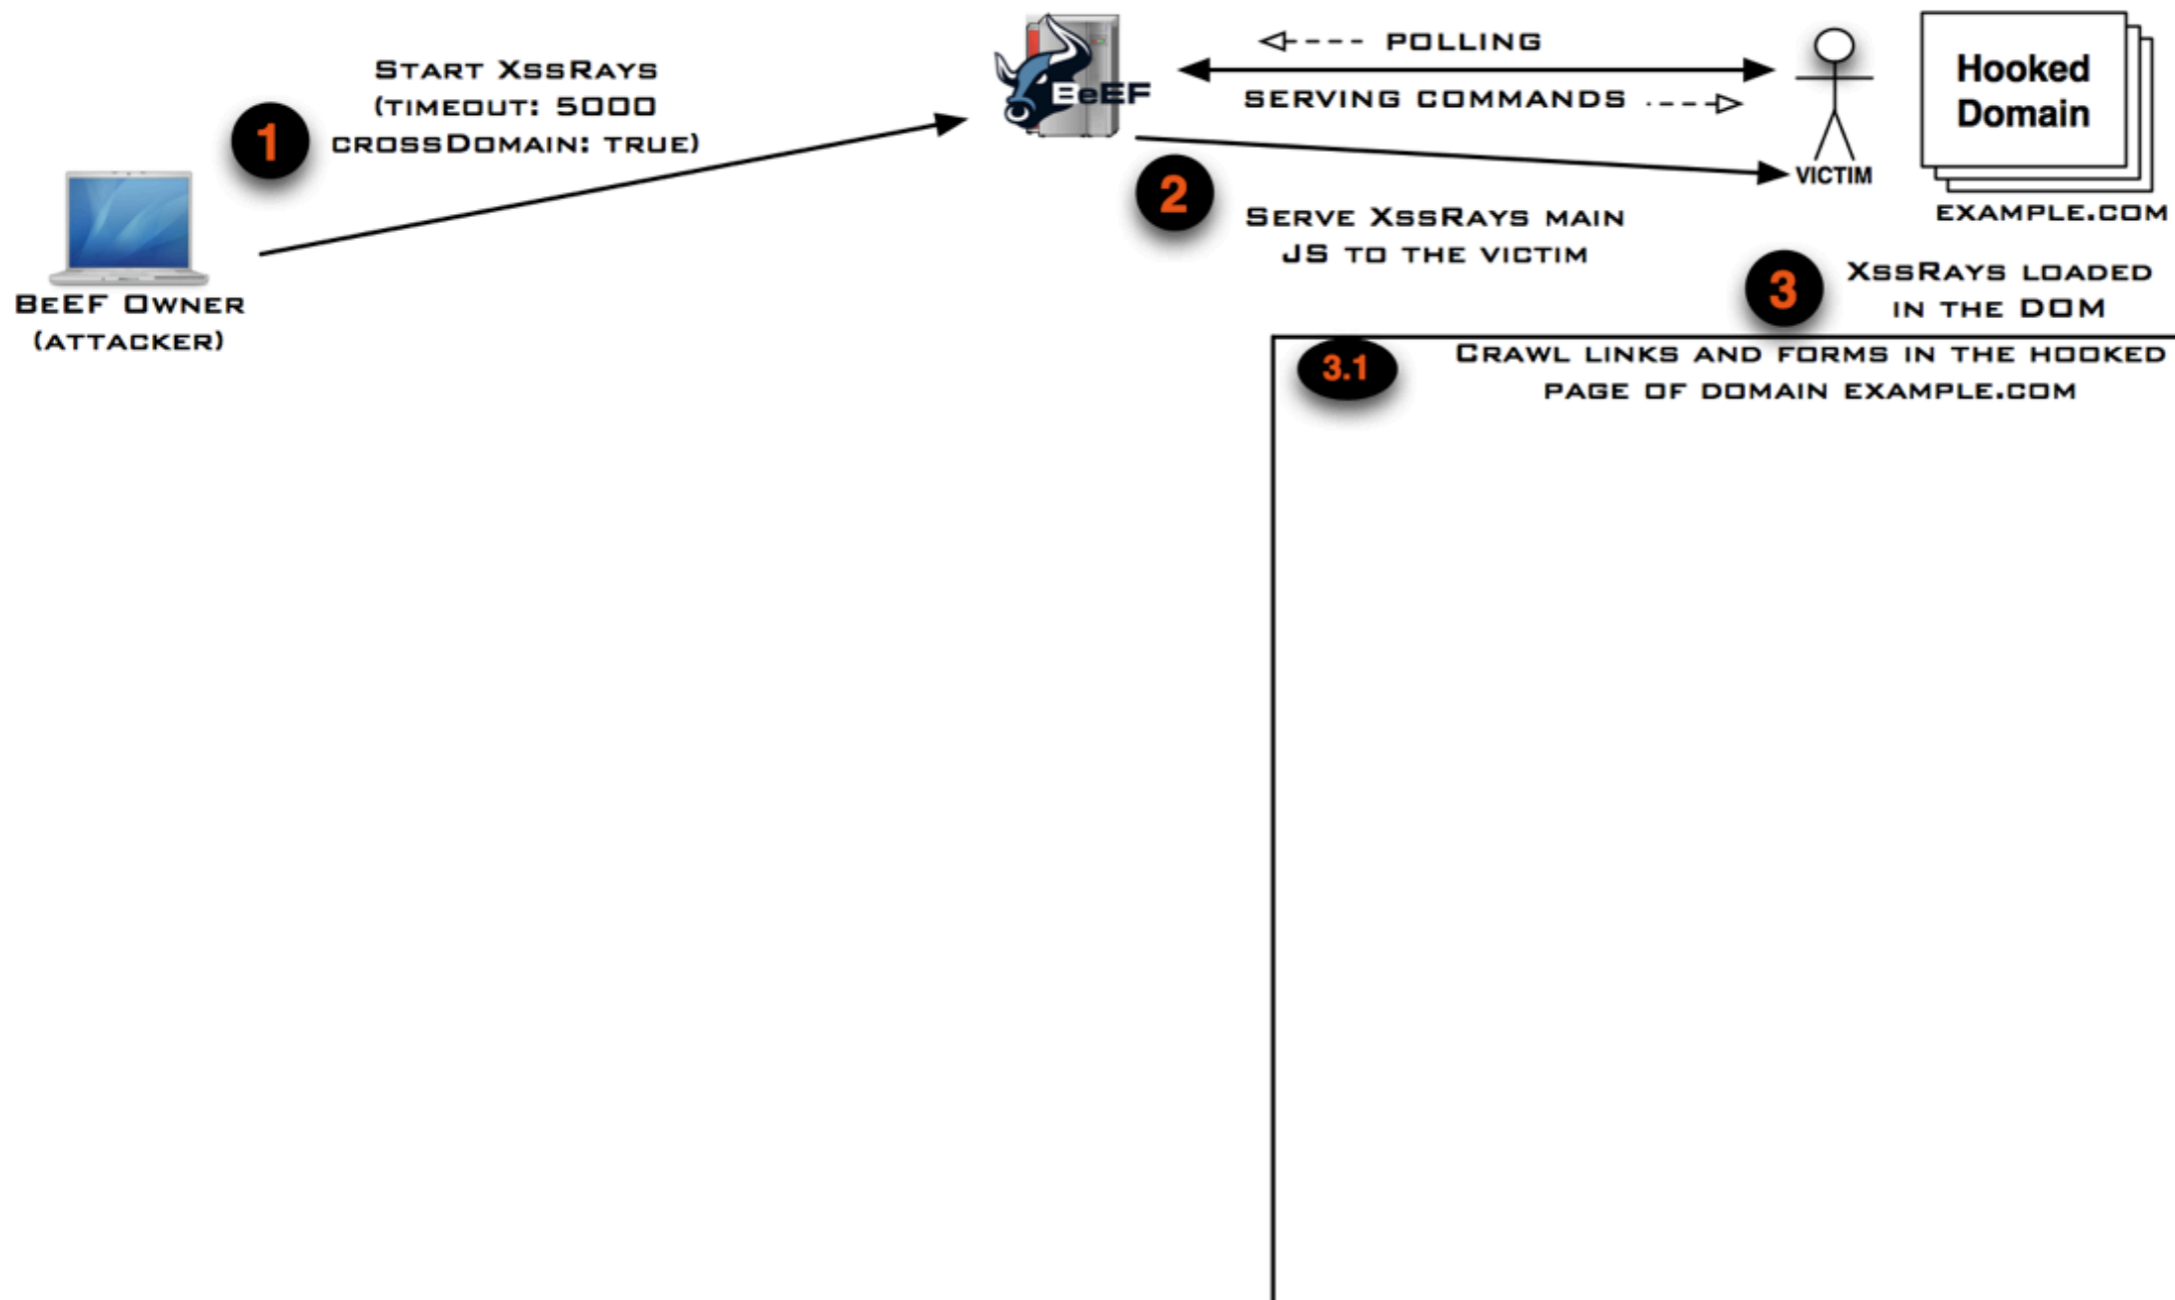 1
START XSSRAYS
(TIMEOUT: 5000
CROSSDOMAIN: TRUE)
BEEF OWNER
(ATTACKER)
BeEF
POLLING
SERVING COMMANDS
VICTIM
Hooked
Domain
EXAMPLE.COM
2
SERVE XSSRAYS MAIN
JS TO THE VICTIM
3
XSSRAYS LOADED
IN THE DOM
3.1
CRAWL LINKS AND FORMS IN THE HOOKED
PAGE OF DOMAIN EXAMPLE.COM